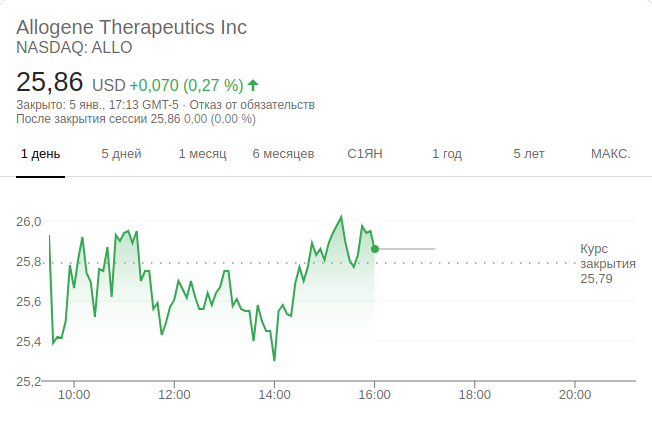 Allogene Therapeutics Inc
NASDAQ: ALLO
25,86 USD +0,070 (0,27 %)
Закрыто: 5 янв., 17:13 GMT-5 · Отказ от обязательств
После закрытия сессии 25,86 0,00 (0,00 %)
1 день 5 дней 1 месяц 6 месяцев С1ЯН 1 год 5 лет МАКС.
26,0
25,8
25,6
25,4
25,2
Курс
закрытия
25,79
10:00 12:00 14:00 16:00 18:00 20:00